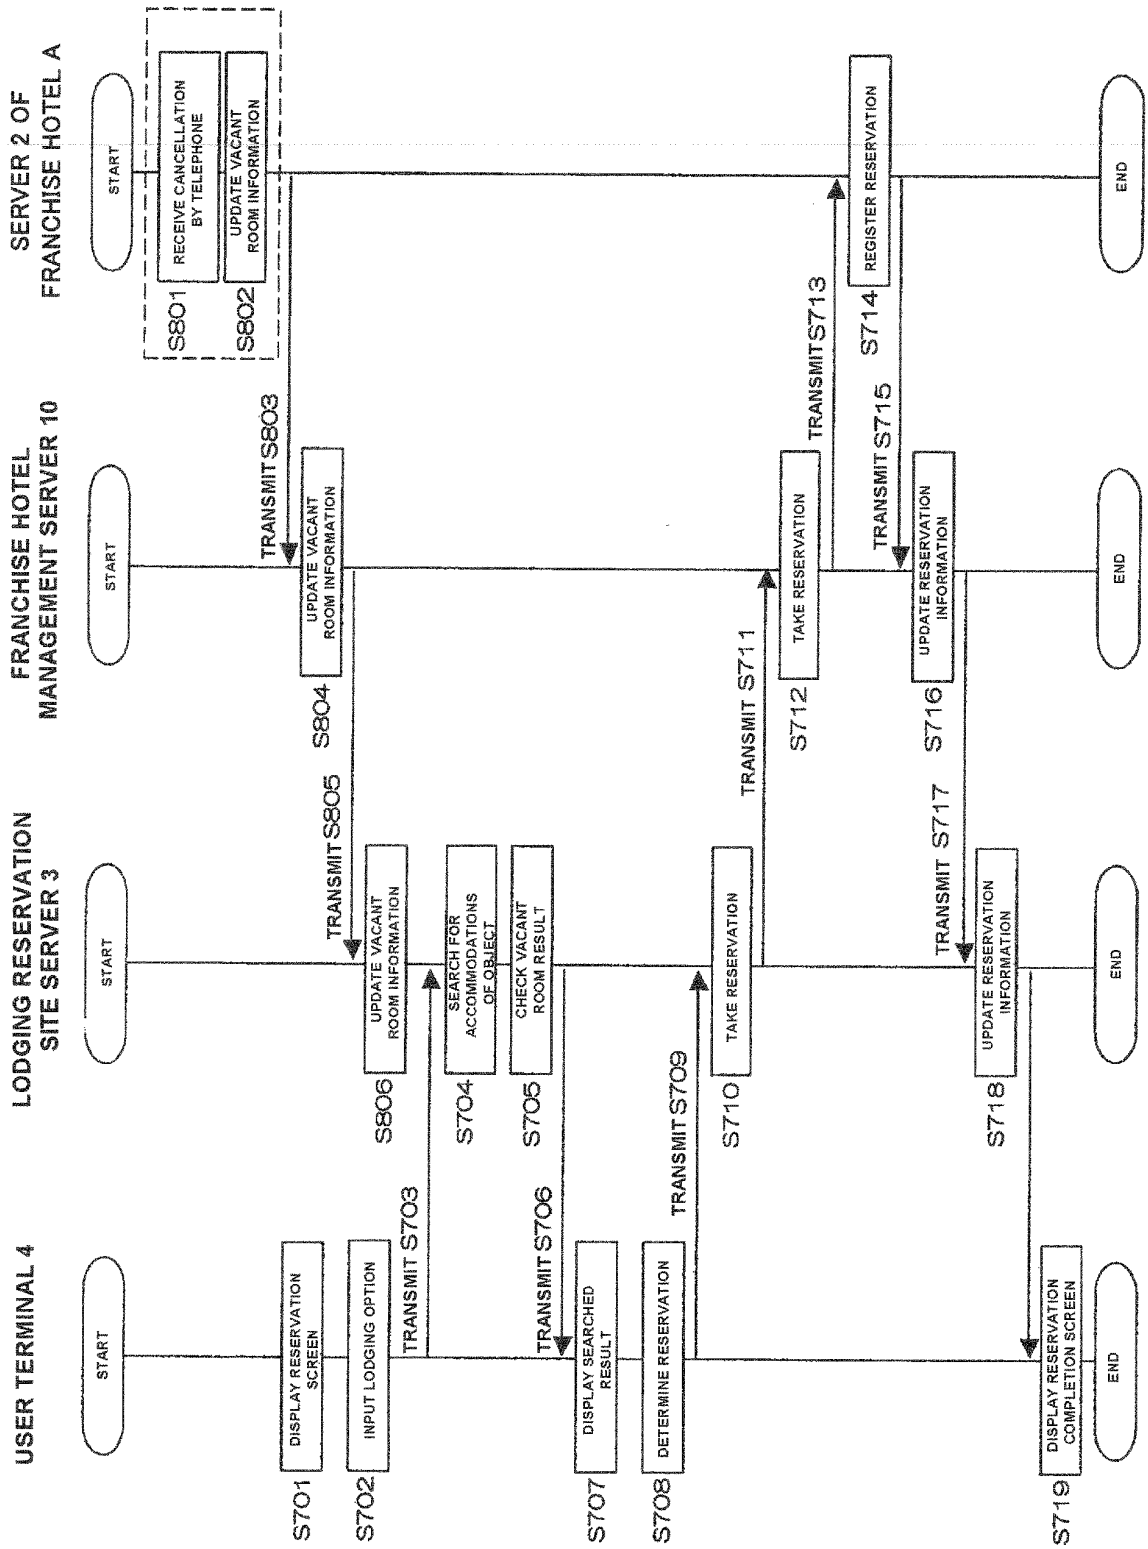 USER TERMINAL 4
LODGING RESERVATION
SITE SERVER 3
FRANCHISE HOTEL
MANAGEMENT SERVER 10
SERVER 2 OF
FRANCHISE HOTEL A
START
START
START
START
S801
RECEIVE CANCELLATION
BY TELEPHONE
S802
UPDATE VACANT
ROOM INFORMATION
TRANSMIT S803
S804
UPDATE VACANT
ROOM INFORMATION
TRANSMIT S805
S806
UPDATE VACANT
ROOM INFORMATION
S701
DISPLAY RESERVATION
SCREEN
S702
INPUT LODGING OPTION
TRANSMIT S703
S704
SEARCH FOR
ACCOMMODATIONS
OF OBJECT
S705
CHECK VACANT
ROOM RESULT
TRANSMIT S706
S707
DISPLAY SEARCHED
RESULT
S708
DETERMINE RESERVATION
TRANSMIT S709
S710
TAKE RESERVATION
TRANSMIT S711
S712
TAKE RESERVATION
TRANSMIT S713
S714
REGISTER RESERVATION
TRANSMIT S715
S716
UPDATE RESERVATION
INFORMATION
TRANSMIT S717
S718
UPDATE RESERVATION
INFORMATION
S719
DISPLAY RESERVATION
COMPLETION SCREEN
END
END
END
END